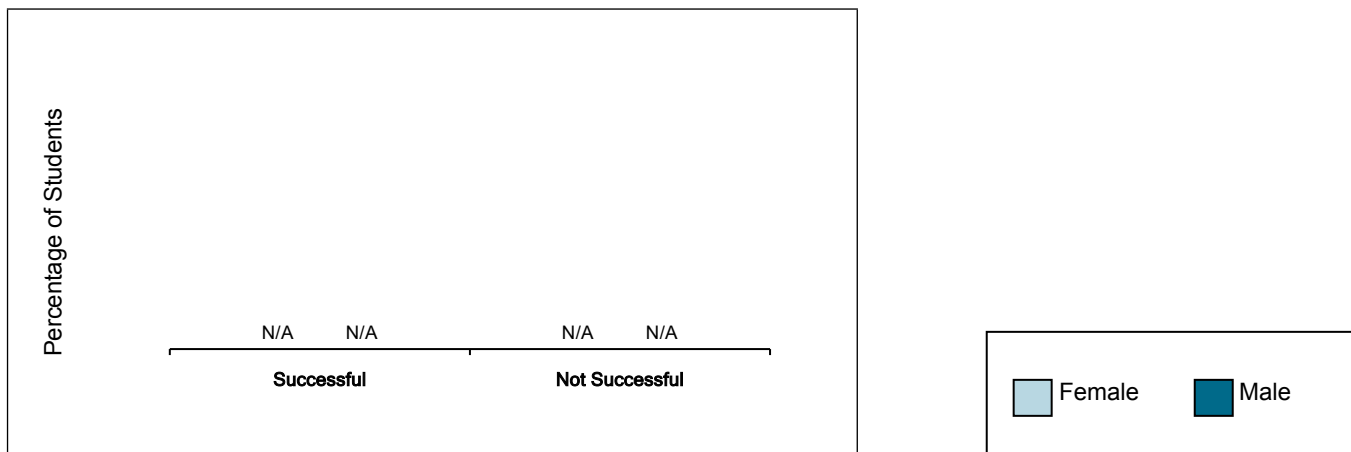 Percentage of Students
N/A N/A N/A N/A
Successful Not Successful
Female Male